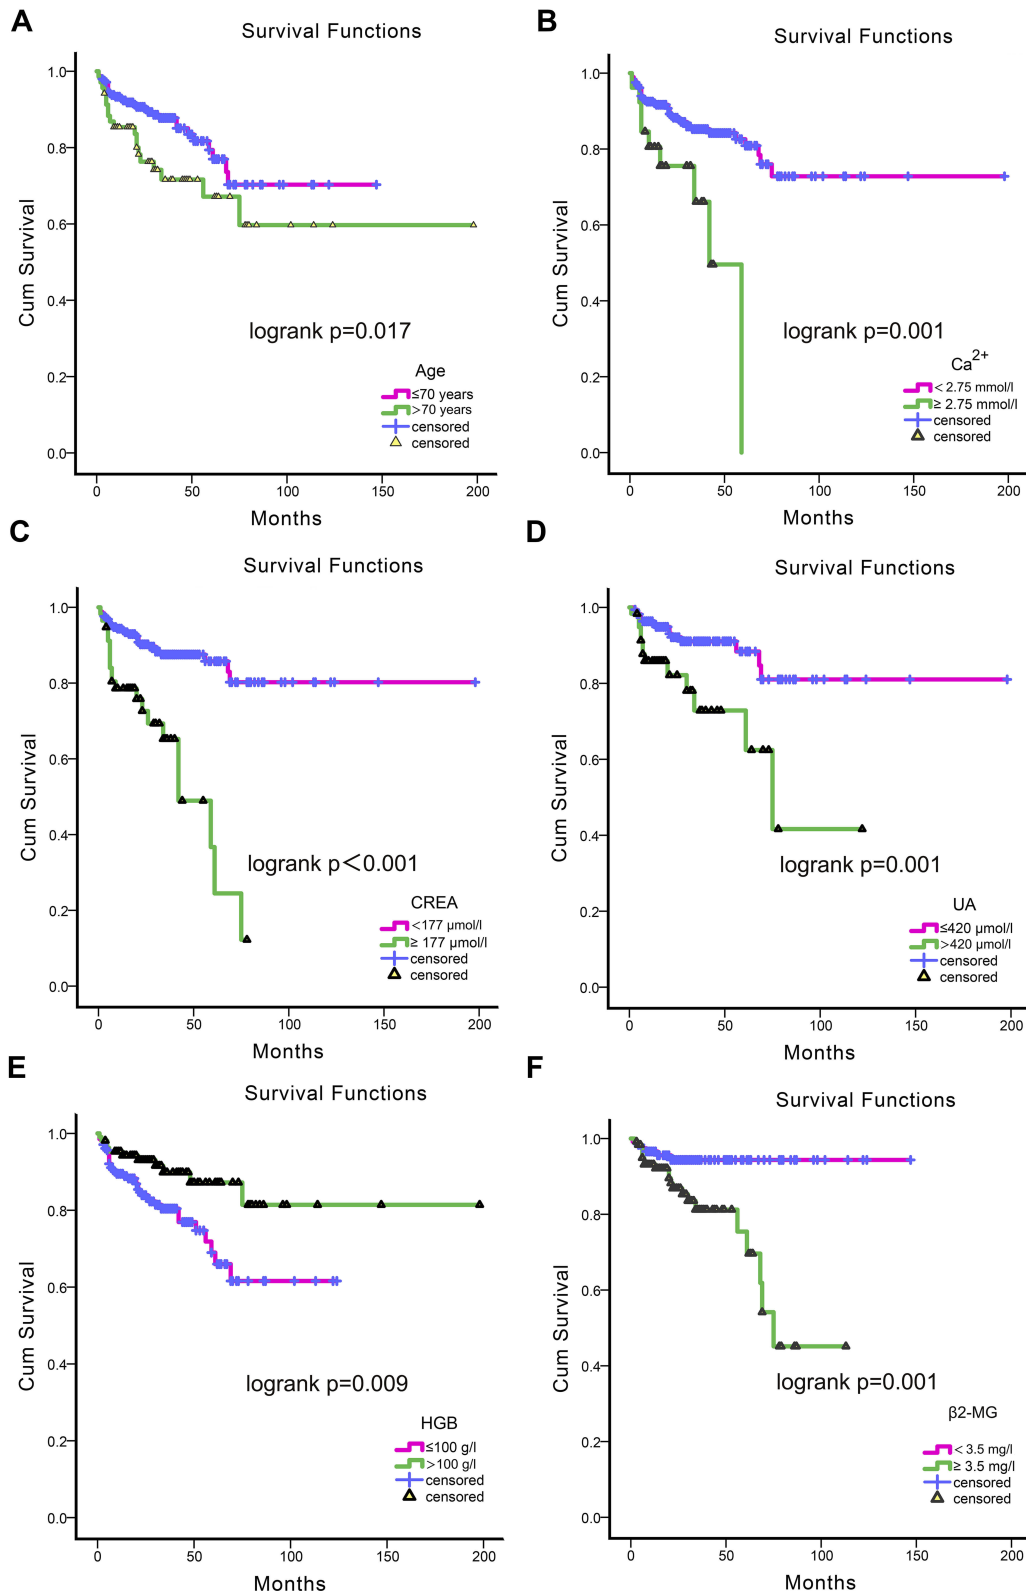 A
Survival Functions
1.0
0.8
0.6
0.4
0.2
0.0
Cum Survival
logrank p=0.017
Age
≤70 years
>70 years
censored
censored
0 50 100 150 200
Months
B
Survival Functions
1.0
0.8
0.6
0.4
0.2
0.0
Cum Survival
logrank p=0.001
Ca2+
< 2.75 mmol/l
≥ 2.75 mmol/l
censored
censored
0 50 100 150 200
Months
C
Survival Functions
1.0
0.8
0.6
0.4
0.2
0.0
Cum Survival
logrank p<0.001
CREA
<177 μmol/l
≥ 177 μmol/l
censored
censored
0 50 100 150 200
Months
D
Survival Functions
1.0
0.8
0.6
0.4
0.2
0.0
Cum Survival
logrank p=0.001
UA
≤420 μmol/l
>420 μmol/l
censored
censored
0 50 100 150 200
Months
E
Survival Functions
1.0
0.8
0.6
0.4
0.2
0.0
Cum Survival
logrank p=0.009
HGB
≤100 g/l
>100 g/l
censored
censored
0 50 100 150 200
Months
F
Survival Functions
1.0
0.8
0.6
0.4
0.2
0.0
Cum Survival
logrank p=0.001
β2-MG
< 3.5 mg/l
≥ 3.5 mg/l
censored
censored
0 50 100 150 200
Months